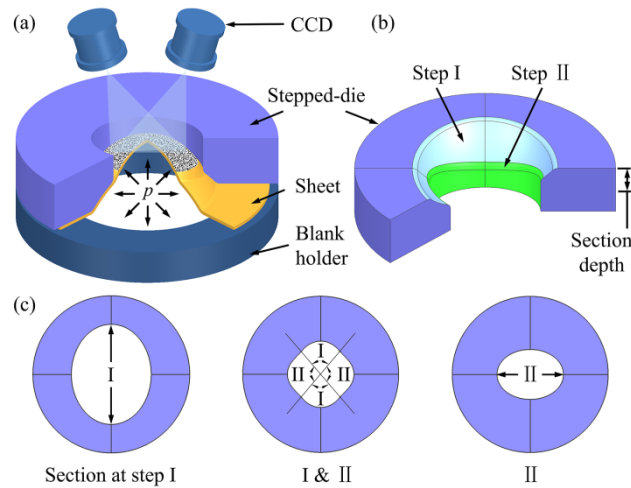 (a)
CCD
(b)
Step I
Step II
Stepped-die
p
Sheet
Blank
holder
Section
depth
(c)
I
I
II
II
I
II
Section at step I
I & II
II